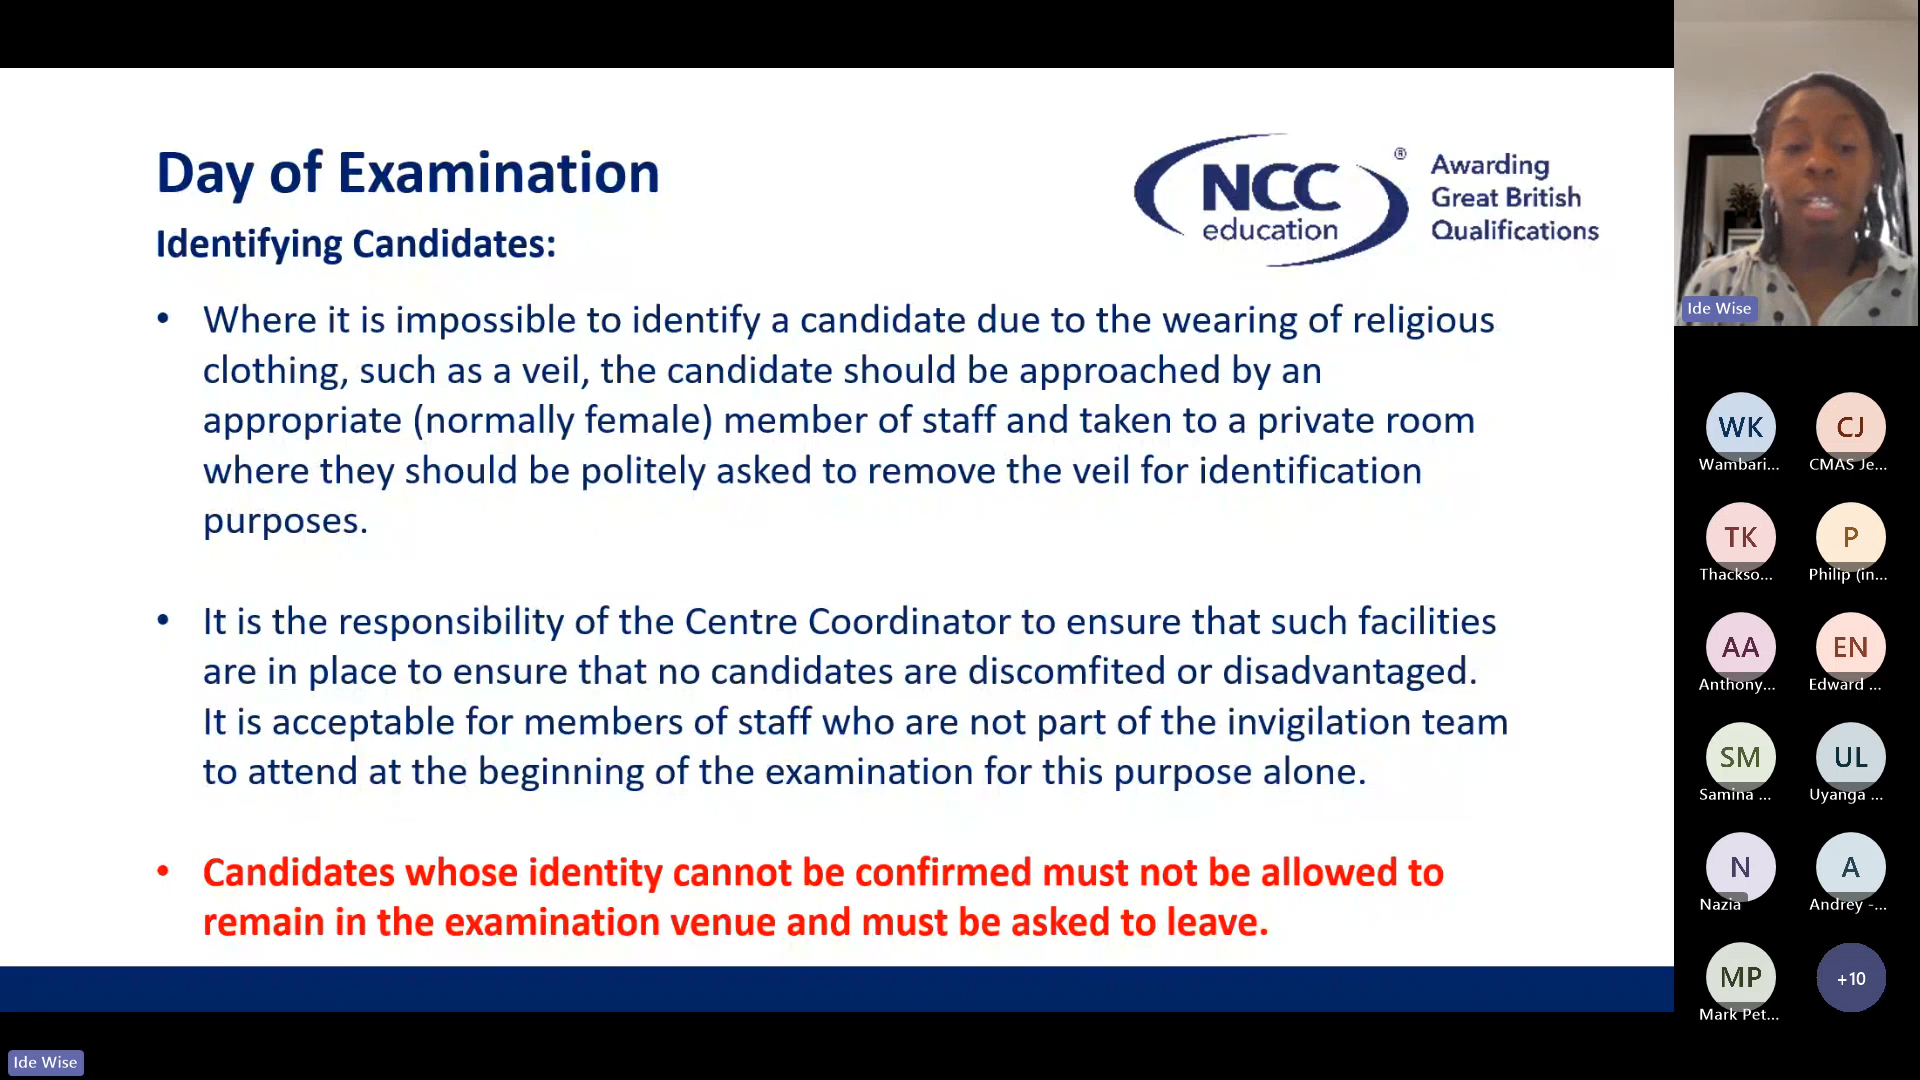 Day of Examination
Identifying Candidates:
NCC
education
®
Awarding
Great British
Qualifications
• Where it is impossible to identify a candidate due to the wearing of religious
clothing, such as a veil, the candidate should be approached by an
appropriate (normally female) member of staff and taken to a private room
where they should be politely asked to remove the veil for identification
purposes.
• It is the responsibility of the Centre Coordinator to ensure that such facilities
are in place to ensure that no candidates are discomfited or disadvantaged.
It is acceptable for members of staff who are not part of the invigilation team
to attend at the beginning of the examination for this purpose alone.
• Candidates whose identity cannot be confirmed must not be allowed to
remain in the examination venue and must be asked to leave.
Ide Wise
WK
Wambari...
CJ
CMAS Je...
TK
Thackso...
P
Philip (in...
AA
Anthony...
EN
Edward ...
SM
Samina ...
UL
Uyanga ...
N
Nazia
A
Andrey -...
MP
Mark Pet...
+10
Ide Wise